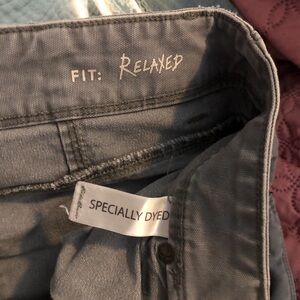 FIT: RELAXED
SPECIALLY DYED